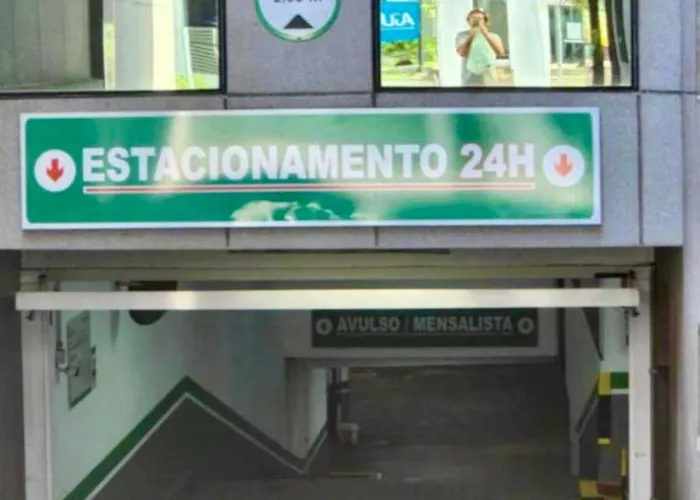 ESTACIONAMENTO 24H
AVULSO / MENSALISTA